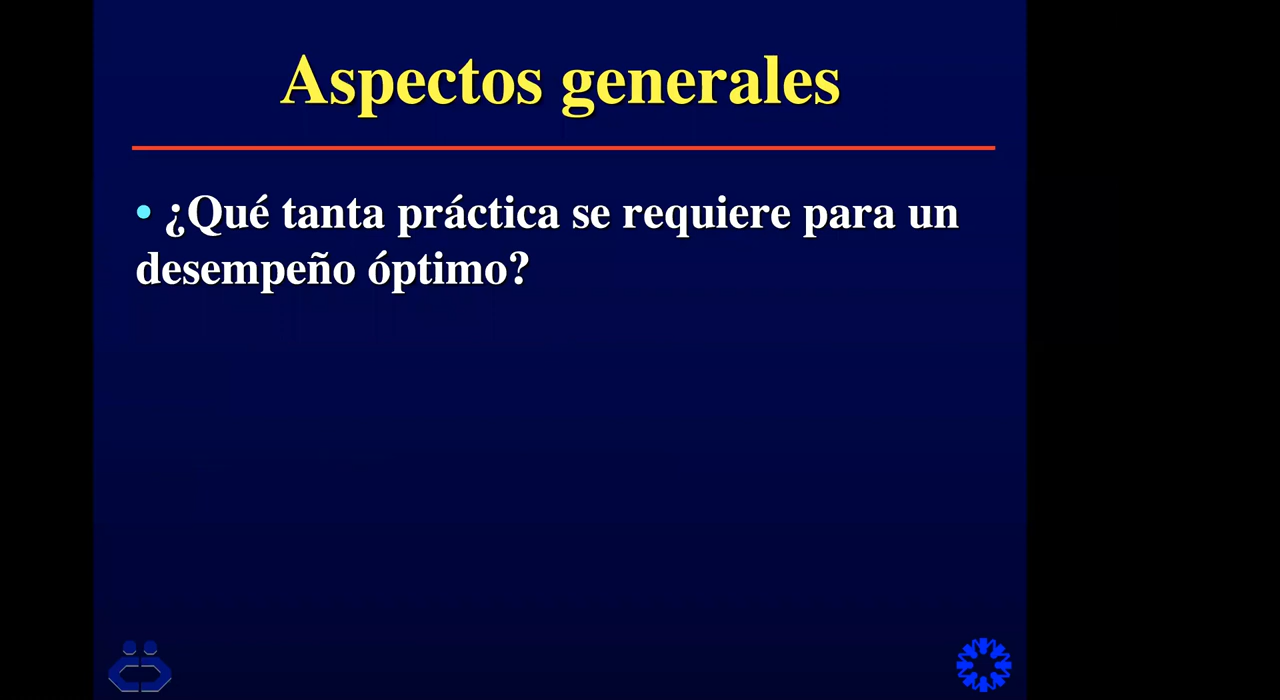 Aspectos generales
• ¿Qué tanta práctica se requiere para un
desempeño óptimo?